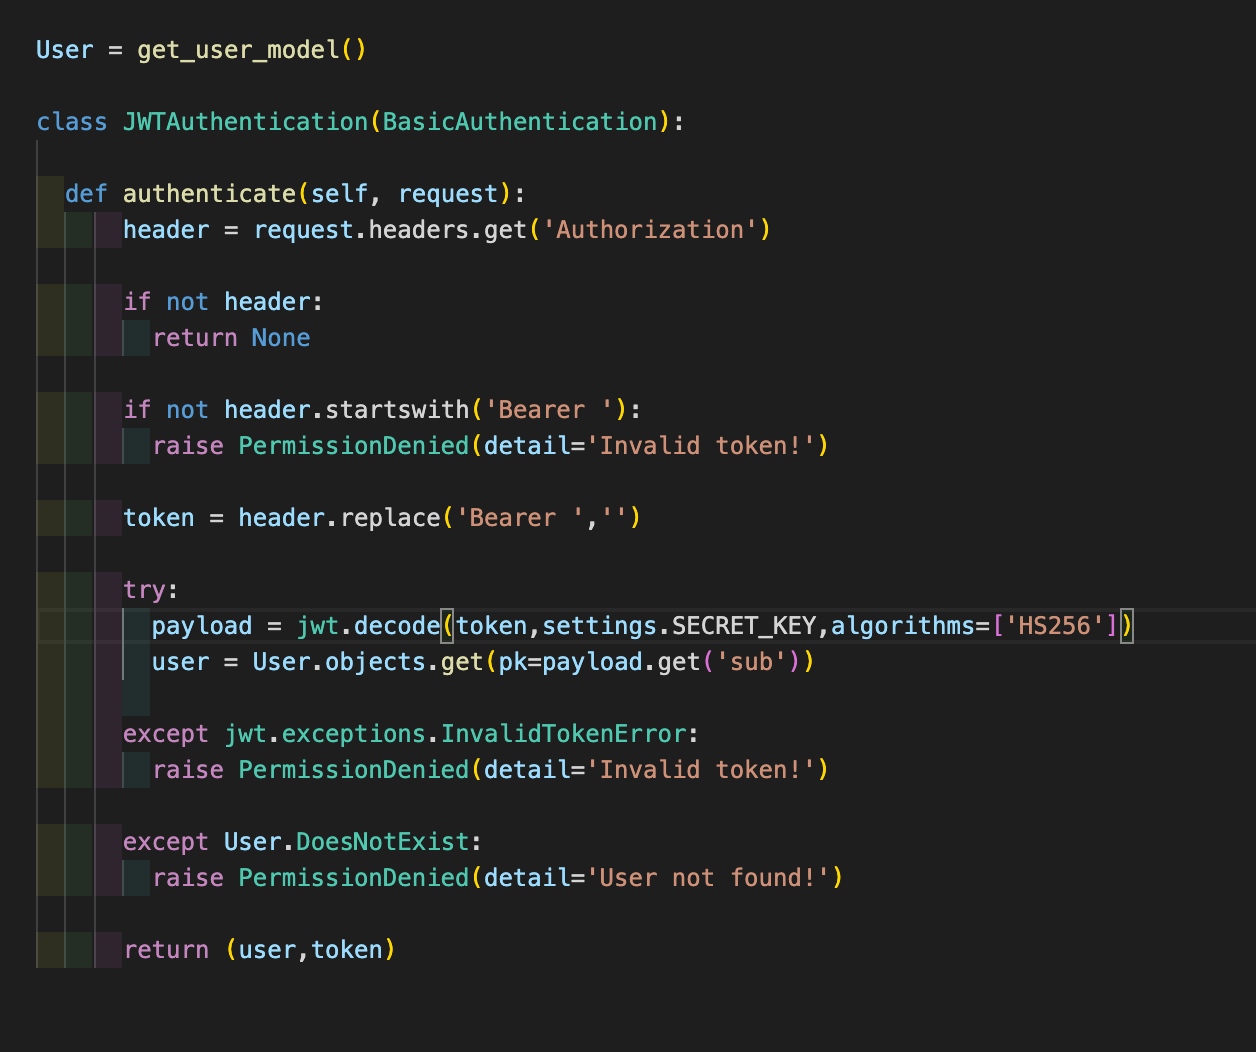 User = get_user_model()
class JWTAuthentication(BasicAuthentication):
def authenticate(self, request):
header = request.headers.get('Authorization')
if not header:
return None
if not header.startswith('Bearer '):
raise PermissionDenied(detail='Invalid token!')
token = header.replace('Bearer ','')
try:
payload = jwt.decode(token,settings.SECRET_KEY,algorithms=['HS256'])
user = User.objects.get(pk=payload.get('sub'))
except jwt.exceptions.InvalidTokenError:
raise PermissionDenied(detail='Invalid token!')
except User.DoesNotExist:
raise PermissionDenied(detail='User not found!')
return (user,token)